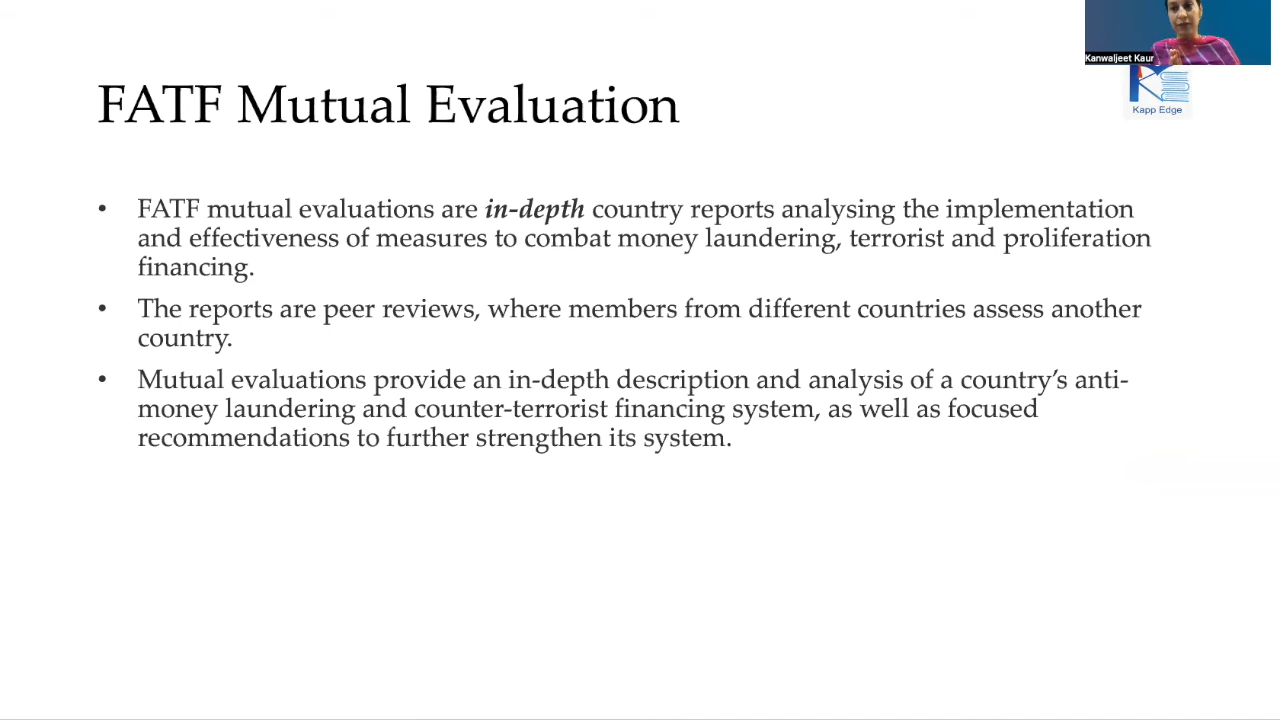 Kanwaljeet Kaur
Kapp Edge
FATF Mutual Evaluation
• FATF mutual evaluations are in-depth country reports analysing the implementation
and effectiveness of measures to combat money laundering, terrorist and proliferation
financing.
• The reports are peer reviews, where members from different countries assess another
country.
• Mutual evaluations provide an in-depth description and analysis of a country’s anti-
money laundering and counter-terrorist financing system, as well as focused
recommendations to further strengthen its system.